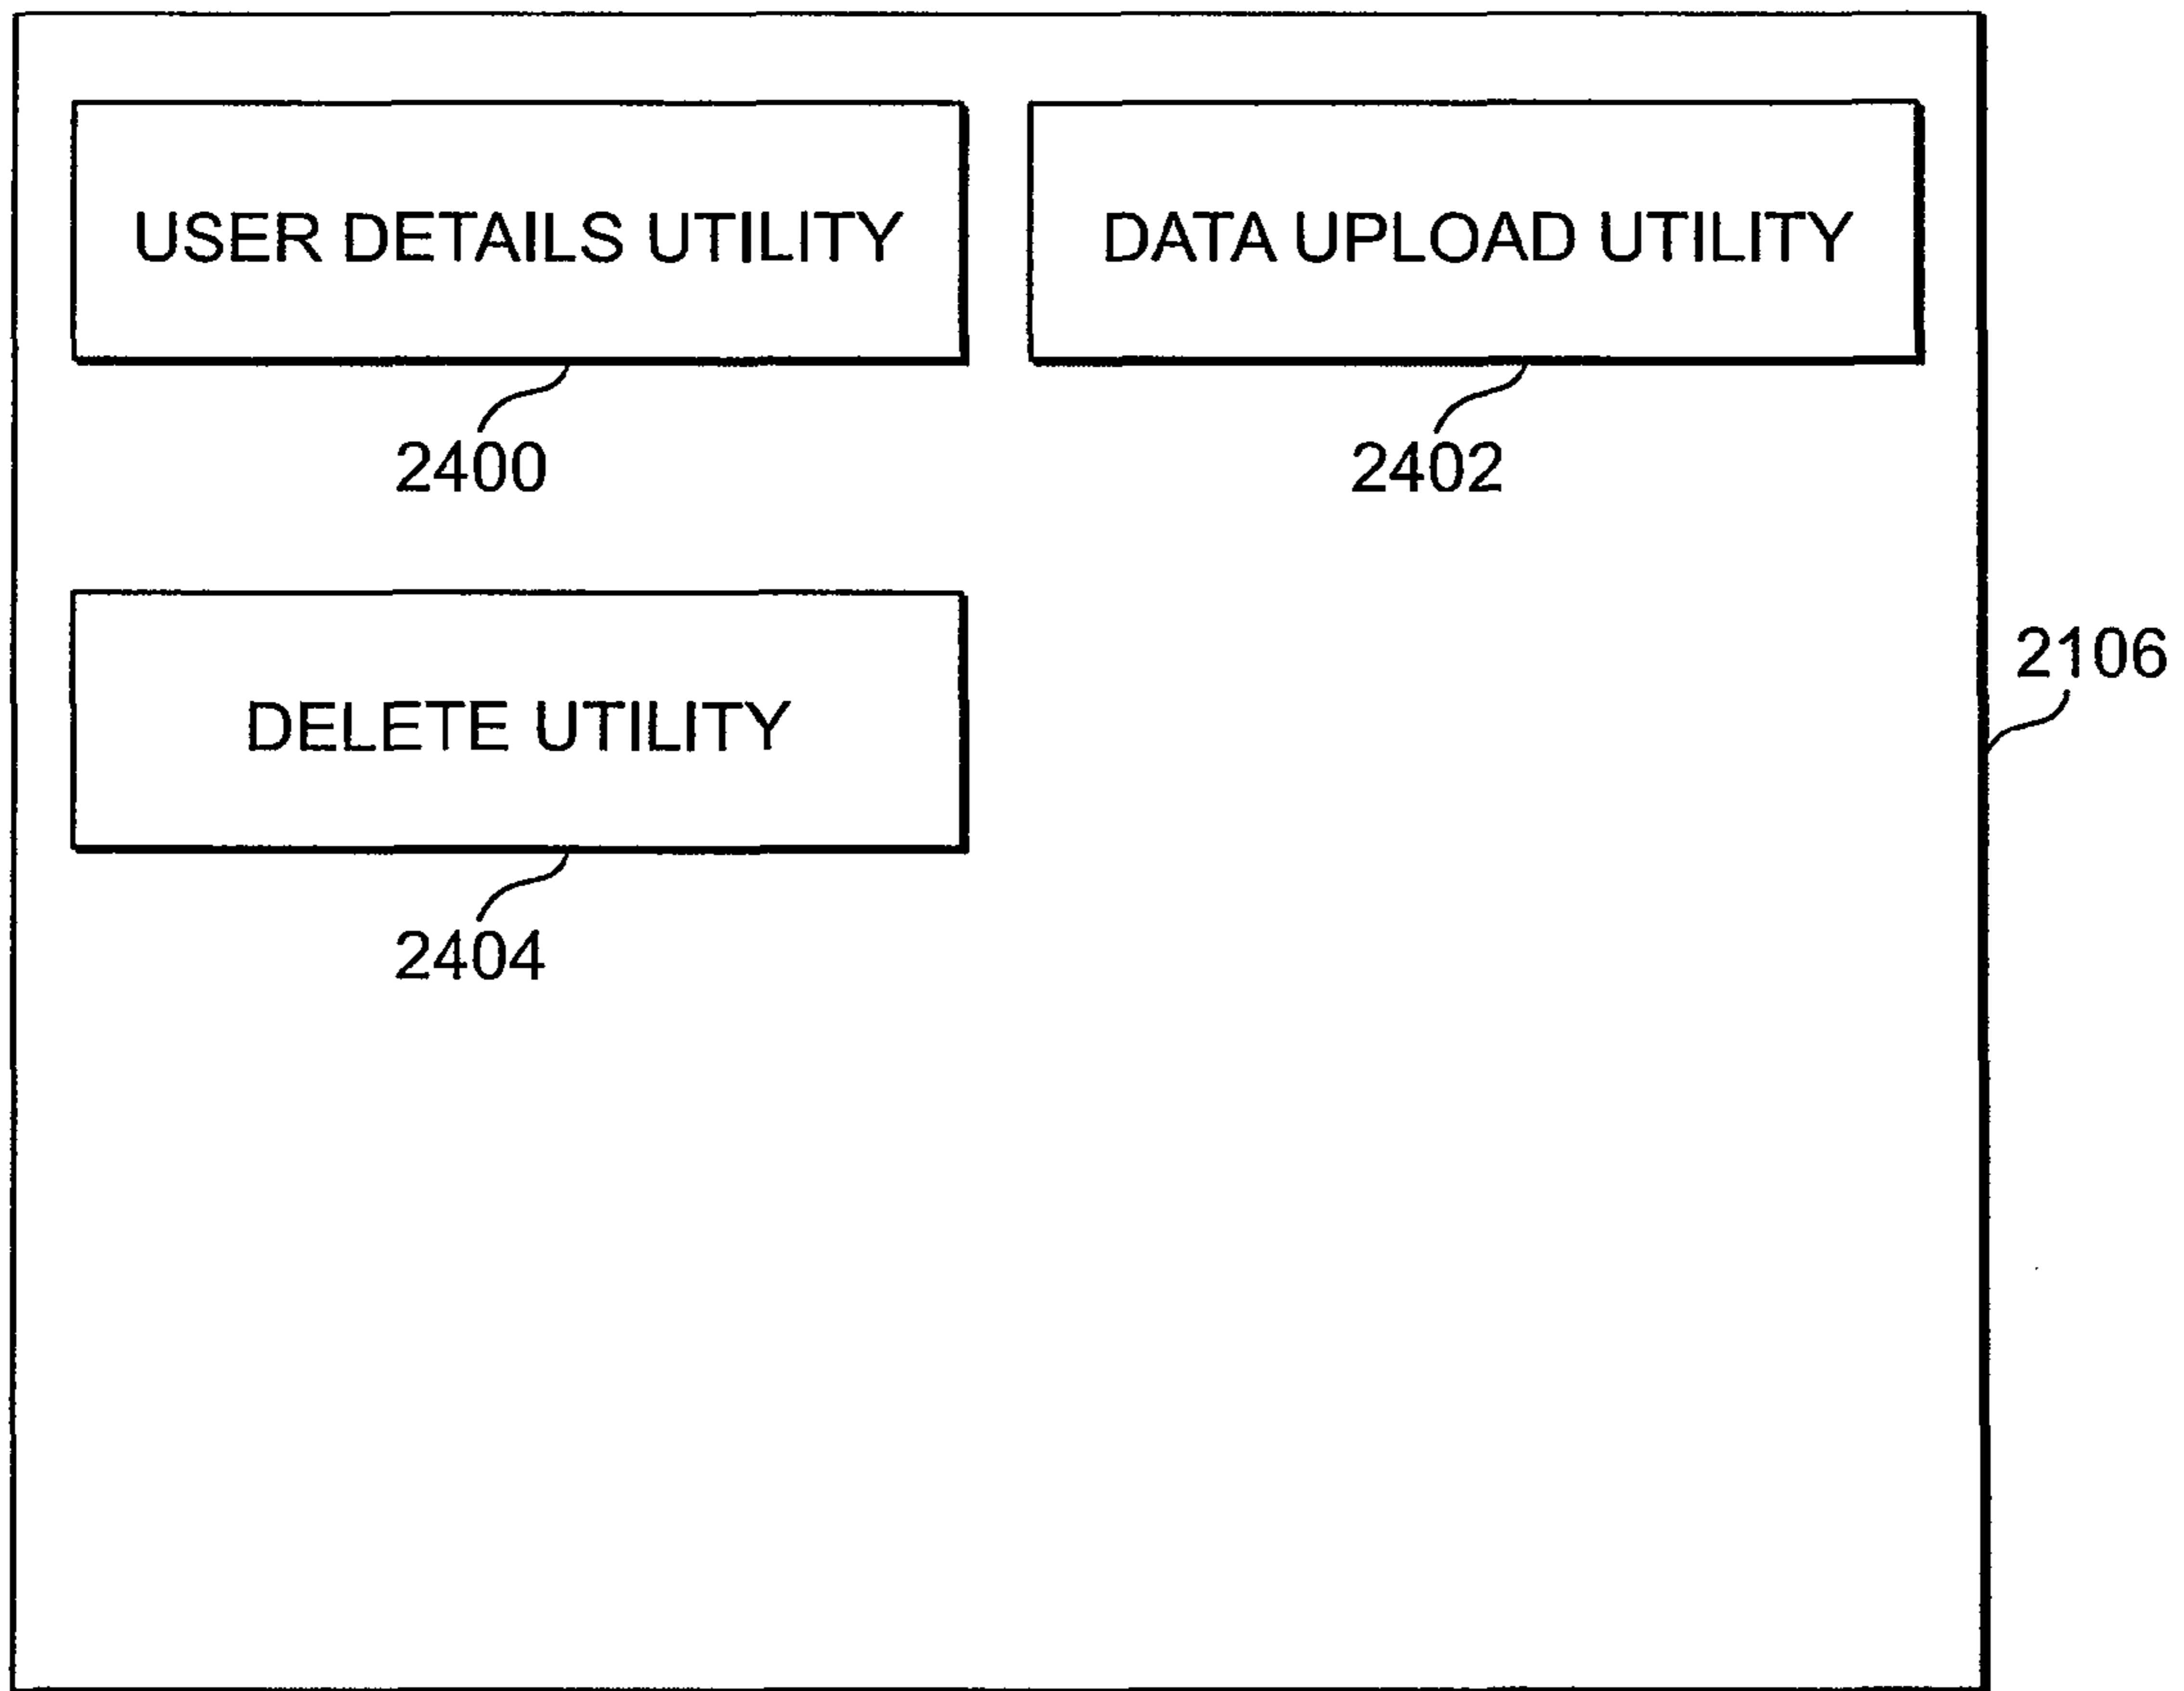 USER DETAILS UTILITY
DATA UPLOAD UTILITY
2400
2402
DELETE UTILITY
2404
2106